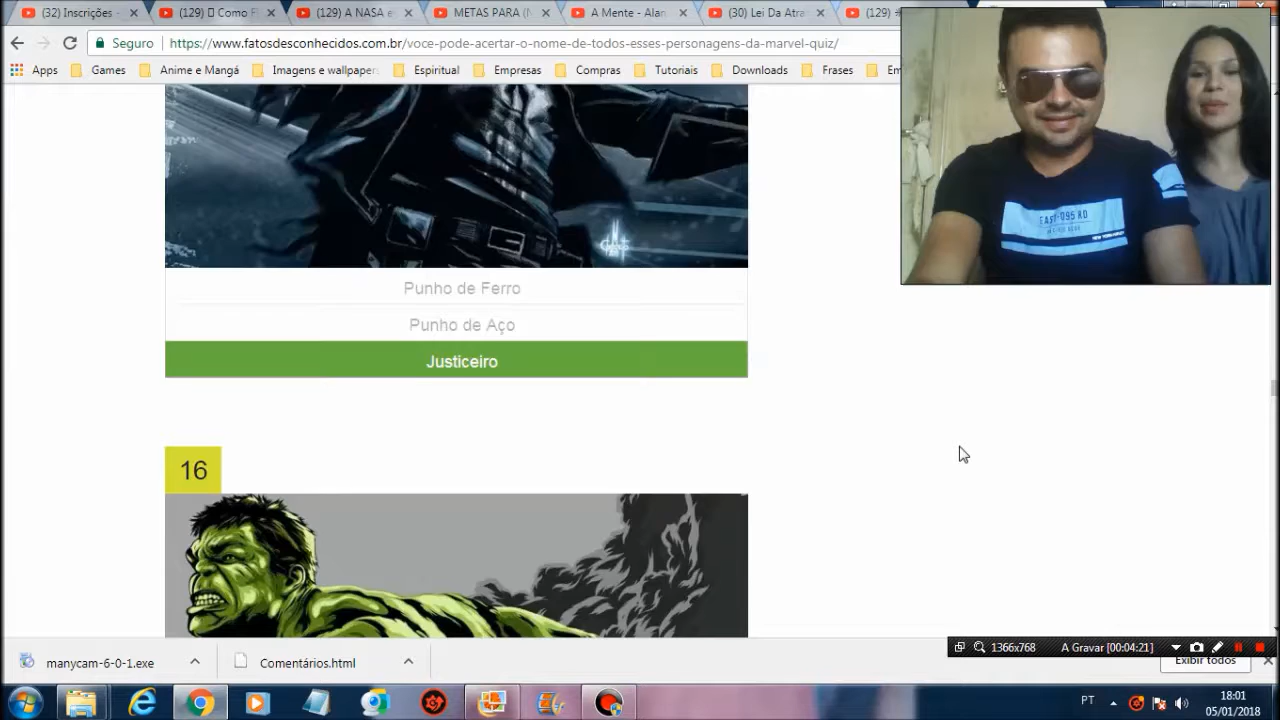 (32) Inscrições -
(129)
Como F
(129) A NASA e
METAS PARA
A Mente - Alan
(30) Lei Da Atra
(129)
Seguro
https://www.fatosdesconhecidos.com.br/voce-pode-acertar-o-nome-de-todos-esses-personagens-da-marvel-quiz/
Apps
Games
Anime e Mangá
Imagens e wallpapers
Espiritual
Empresas
Compras
Tutoriais
Downloads
Frases
Punho de Ferro
Punho de Aço
Justiceiro
16
1366x768
A Gravar [00:04:21]
manycam-6-0-1.exe
Comentários.html
Exibir todos
PT
18:01
05/01/2018